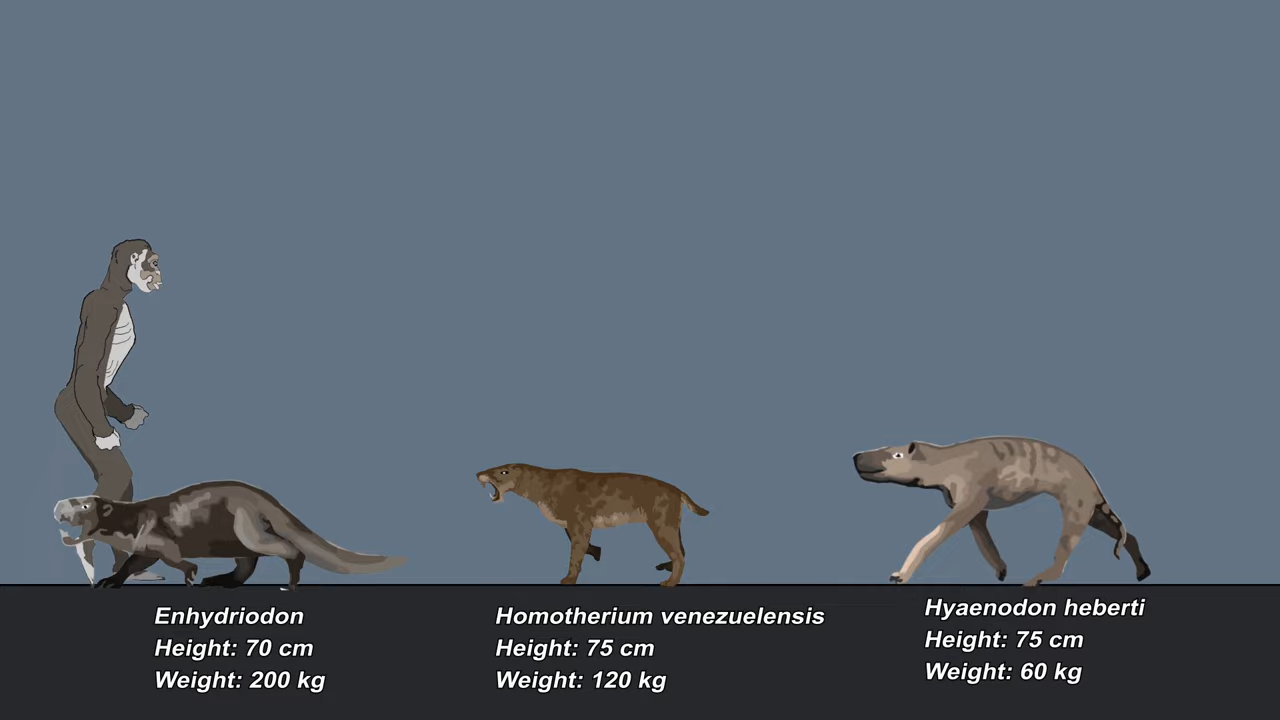 Enhydriodon
Height: 70 cm
Weight: 200 kg
Homotherium venezuelensis
Height: 75 cm
Weight: 120 kg
Hyaenodon heberti
Height: 75 cm
Weight: 60 kg